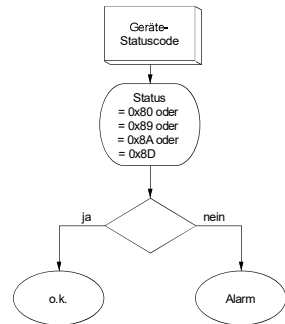 Geräte-
Statuscode
Status
= 0x80 oder
= 0x89 oder
= 0x8A oder
= 0x8D
ja
nein
o.k.
Alarm